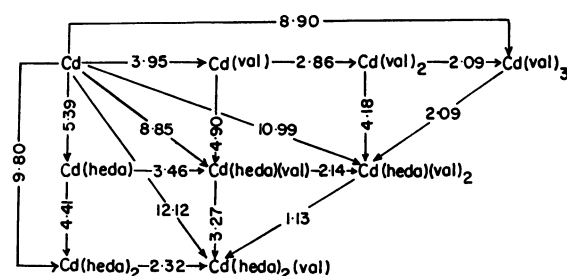 8·90
Cd 3·95 Cd(val) 2·86 Cd(val)₂ 2·09 Cd(val)₃
9·80 5·39 8·85 4·90 10·99 4·18 2·09
Cd(heda) 3·46 Cd(heda)(val) 2·14 Cd(heda)(val)₂
4·41 12·12 3·27 1·13
Cd(heda)₂ 2·32 Cd(heda)₂(val)